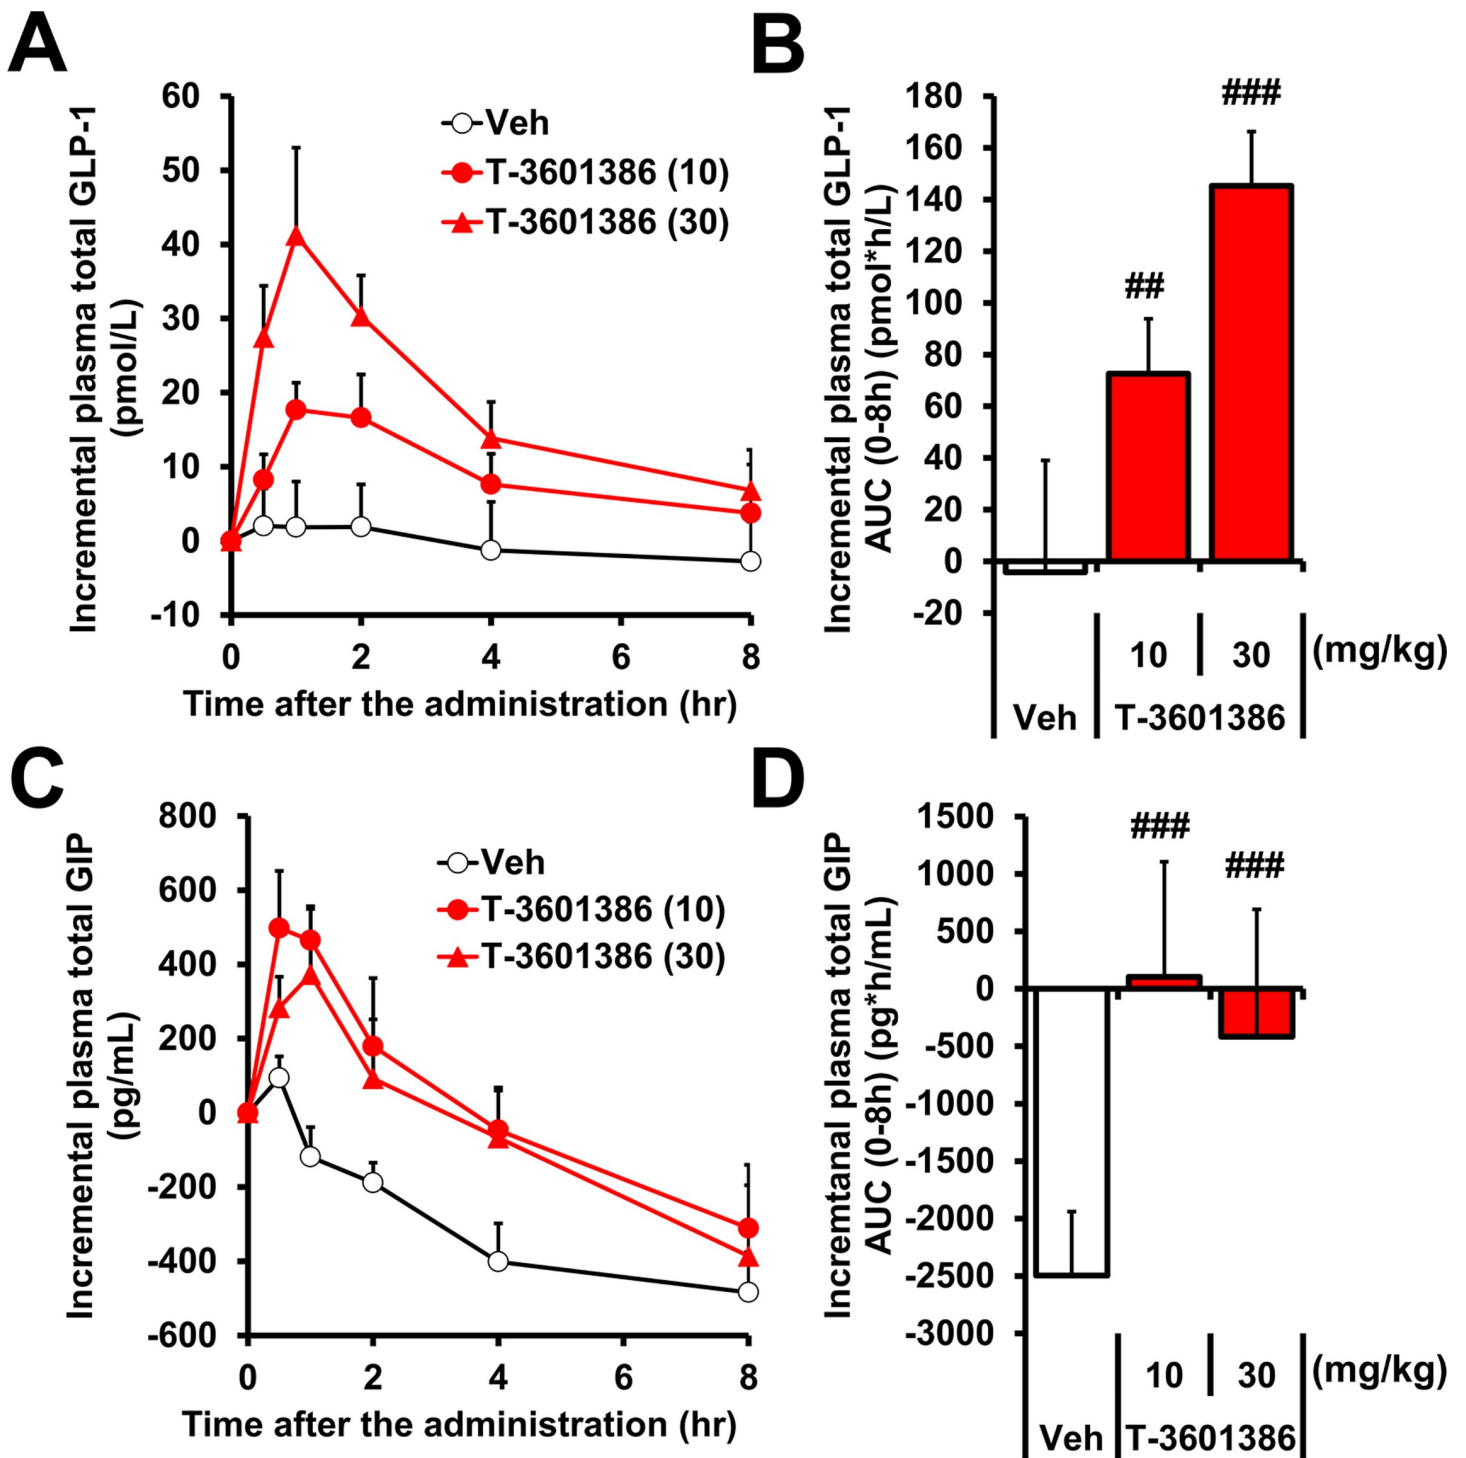 A
Incremental plasma total GLP-1
(pmol/L)
60
50
40
30
20
10
0
-10
Veh
T-3601386 (10)
T-3601386 (30)
0 2 4 6 8
Time after the administration (hr)
B
Incremental plasma total GLP-1
AUC (0-8h) (pmol*h/L)
180
160
140
120
100
80
60
40
20
0
-20
##
###
10 30 (mg/kg)
Veh T-3601386
C
Incremental plasma total GIP
(pg/mL)
800
600
400
200
0
-200
-400
-600
Veh
T-3601386 (10)
T-3601386 (30)
0 2 4 6 8
Time after the administration (hr)
D
Incremtanal plasma total GIP
AUC (0-8h) (pg*h/mL)
1500
1000
500
0
-500
-1000
-1500
-2000
-2500
-3000
###
###
10 30 (mg/kg)
Veh T-3601386